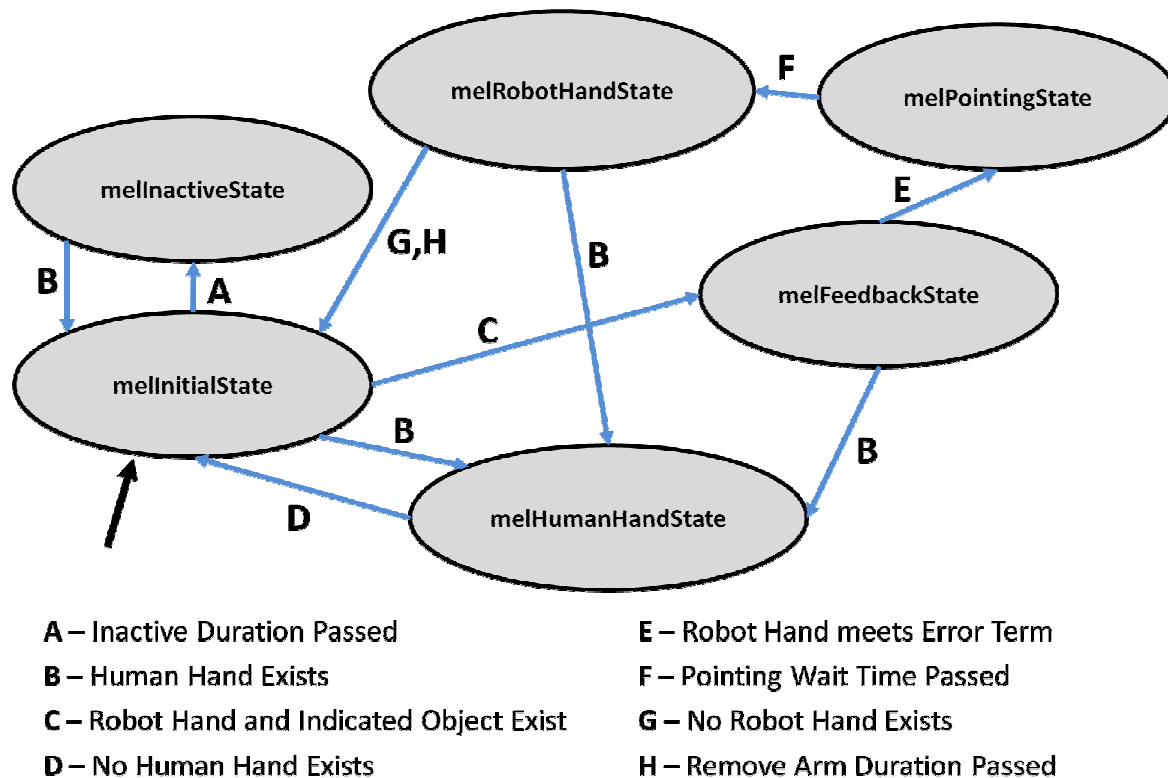 melRobotHandState
F
melPointingState
melInactiveState
E
G,H
B
B
A
melFeedbackState
C
melInitialState
B
B
D
melHumanHandState
A – Inactive Duration Passed
B – Human Hand Exists
C – Robot Hand and Indicated Object Exist
D – No Human Hand Exists
E – Robot Hand meets Error Term
F – Pointing Wait Time Passed
G – No Robot Hand Exists
H – Remove Arm Duration Passed